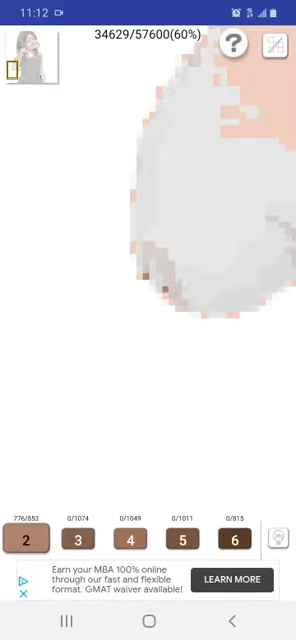 11:12
34629/57600(60%)
?
776/853 0/1074 0/1049 0/1011 0/815
2 3 4 5 6
Earn your MBA 100% online
through our fast and flexible
format. GMAT waiver available!
LEARN MORE